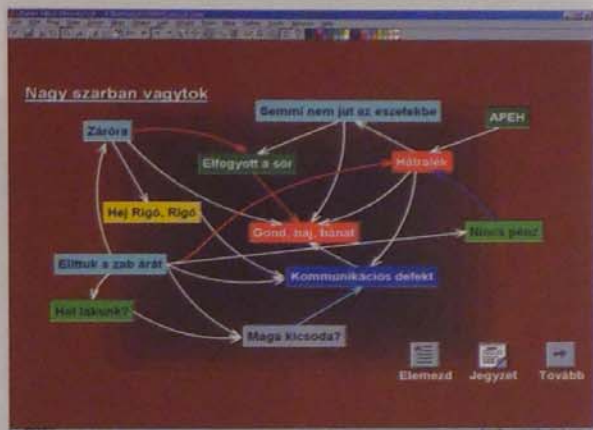 Nagy szarban vagytok
Semmi nem jut az eszetekbe
Záróra
APEH
Elfogyott a sör
Hátralék
Hej Rigó, Rigó
Gond, baj, bánat
Nincs pénz
Elittuk a zab árát
Kommunikációs defekt
Hol lakunk?
Maga kicsoda?
Elemezd
Jegyzet
Tovább